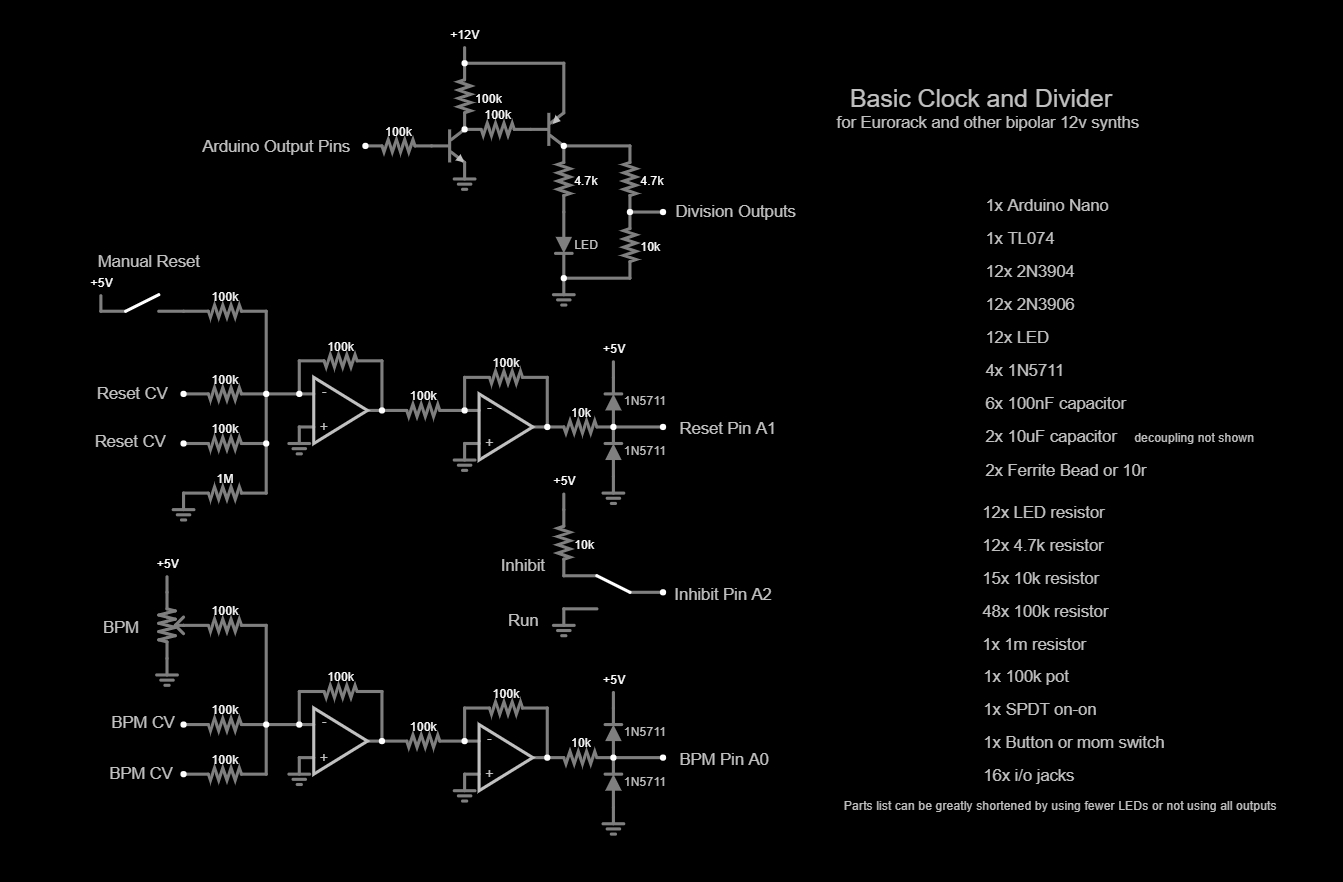 Basic Clock and Divider
for Eurorack and other bipolar 12v synths
+12V
100k
100k
100k
Arduino Output Pins
4.7k
4.7k
Division Outputs
LED
10k
Manual Reset
+5V
100k
100k
+5V
100k
Reset CV
100k
100k
1N5711
-
-
10k
+
Reset Pin A1
Reset CV
100k
+
1N5711
1M
+5V
10k
Inhibit
Inhibit Pin A2
Run
+5V
100k
BPM
100k
+5V
100k
BPM CV
100k
100k
1N5711
-
-
10k
+
BPM Pin A0
BPM CV
100k
+
1N5711
1x Arduino Nano
1x TL074
12x 2N3904
12x 2N3906
12x LED
4x 1N5711
6x 100nF capacitor
2x 10uF capacitor decoupling not shown
2x Ferrite Bead or 10r
12x LED resistor
12x 4.7k resistor
15x 10k resistor
48x 100k resistor
1x 1m resistor
1x 100k pot
1x SPDT on-on
1x Button or mom switch
16x i/o jacks
Parts list can be greatly shortened by using fewer LEDs or not using all outputs